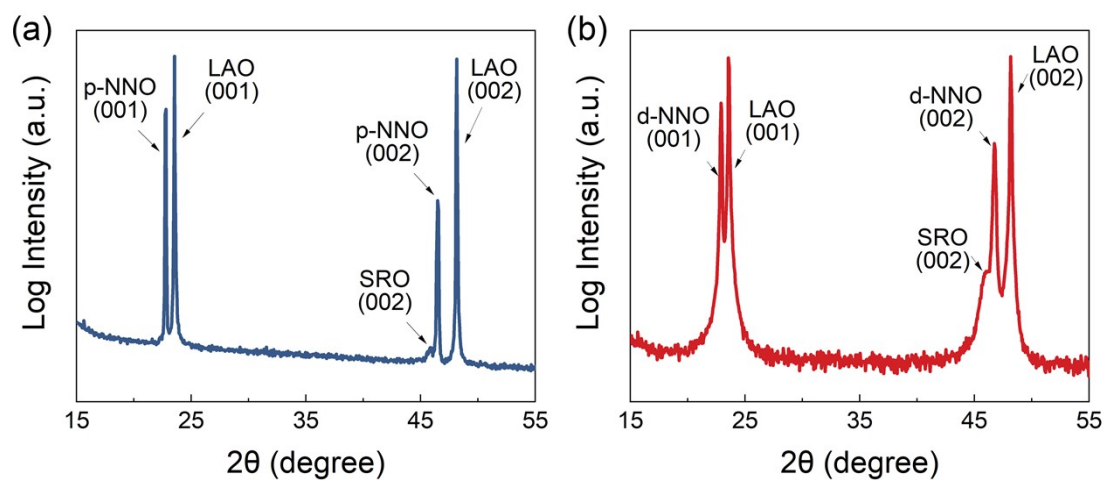 (a)
Log Intensity (a.u.)
p-NNO
(001)
LAO
(001)
p-NNO
(002)
LAO
(002)
SRO
(002)
15 25 35 45 55
2θ (degree)
(b)
Log Intensity (a.u.)
d-NNO
(001)
LAO
(001)
d-NNO
(002)
LAO
(002)
SRO
(002)
15 25 35 45 55
2θ (degree)